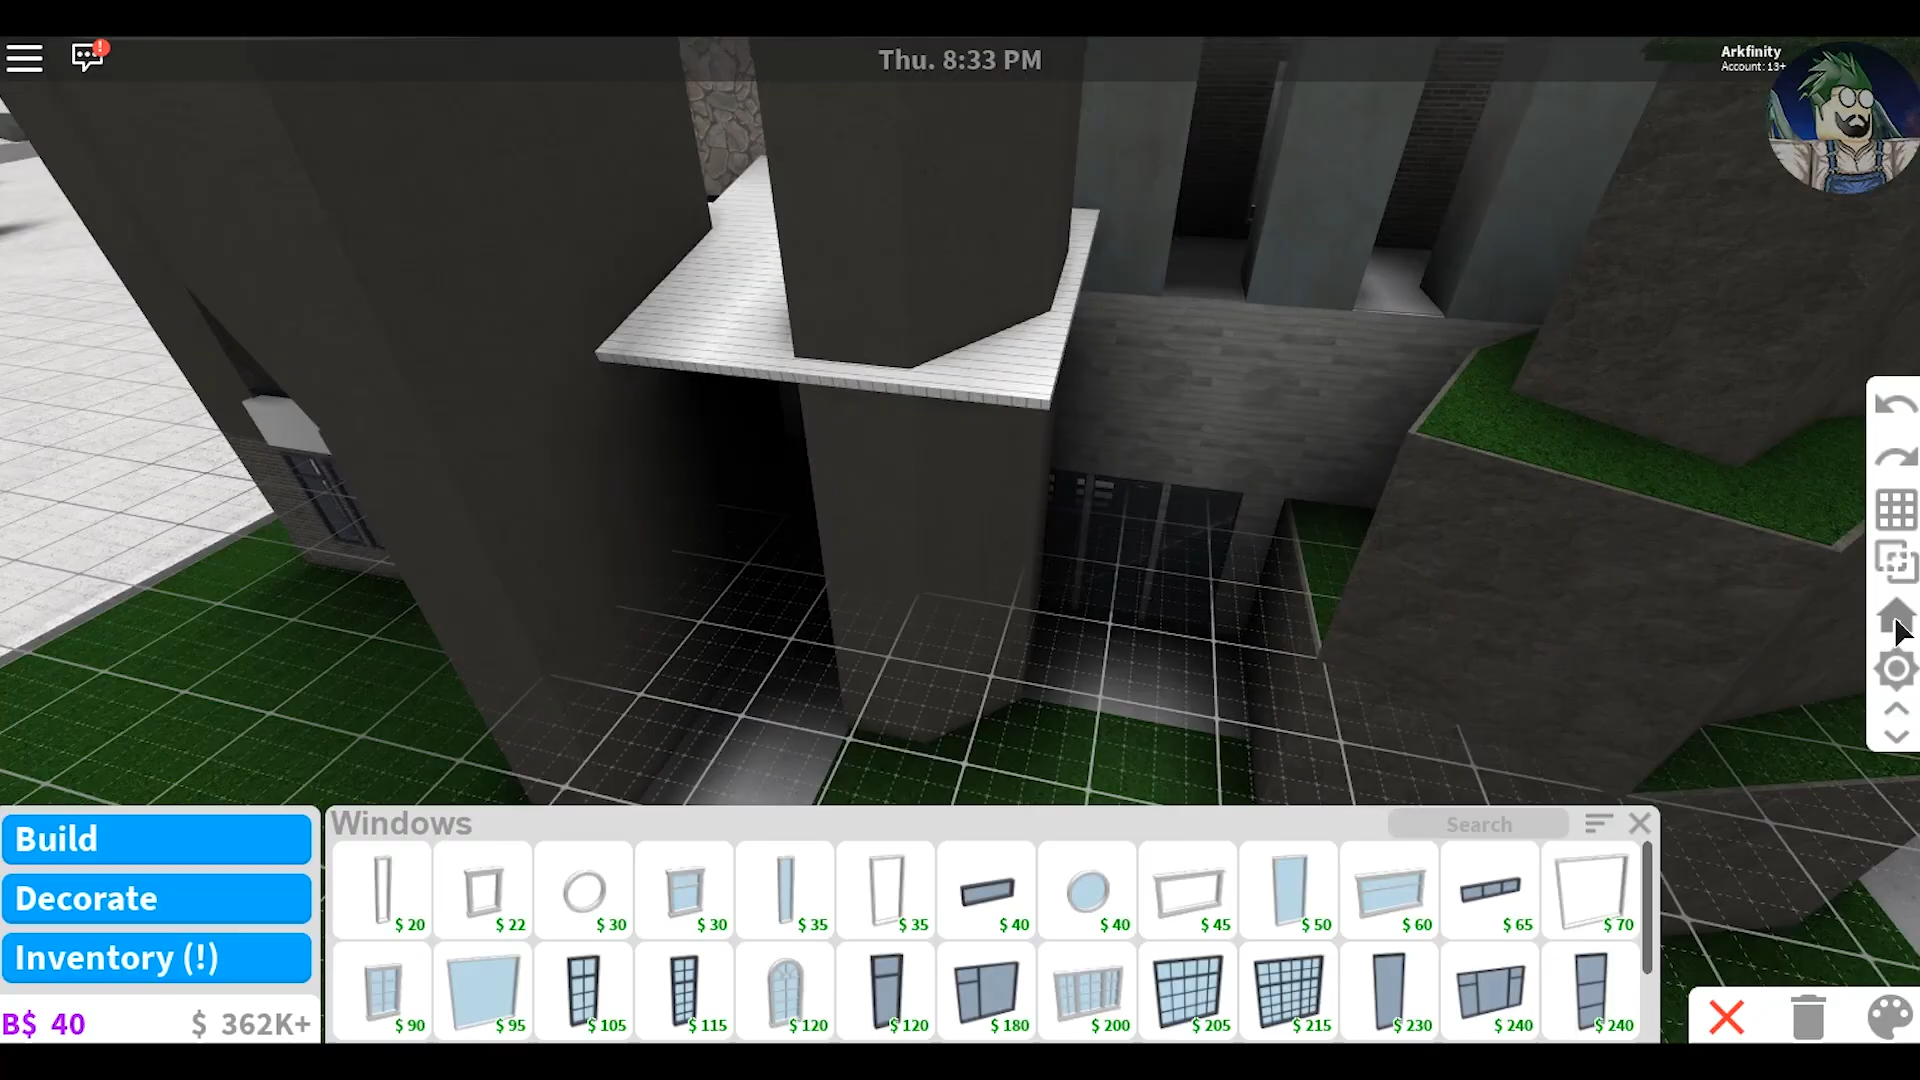 Thu. 8:33 PM
Arkfinity
Account: 13+
Build
Decorate
Inventory (!)
B$ 40
$ 362K+
Windows
Search
$ 20
$ 22
$ 30
$ 30
$ 35
$ 35
$ 40
$ 40
$ 45
$ 50
$ 60
$ 65
$ 70
$ 90
$ 95
$ 105
$ 115
$ 120
$ 120
$ 180
$ 200
$ 205
$ 215
$ 230
$ 240
$ 240